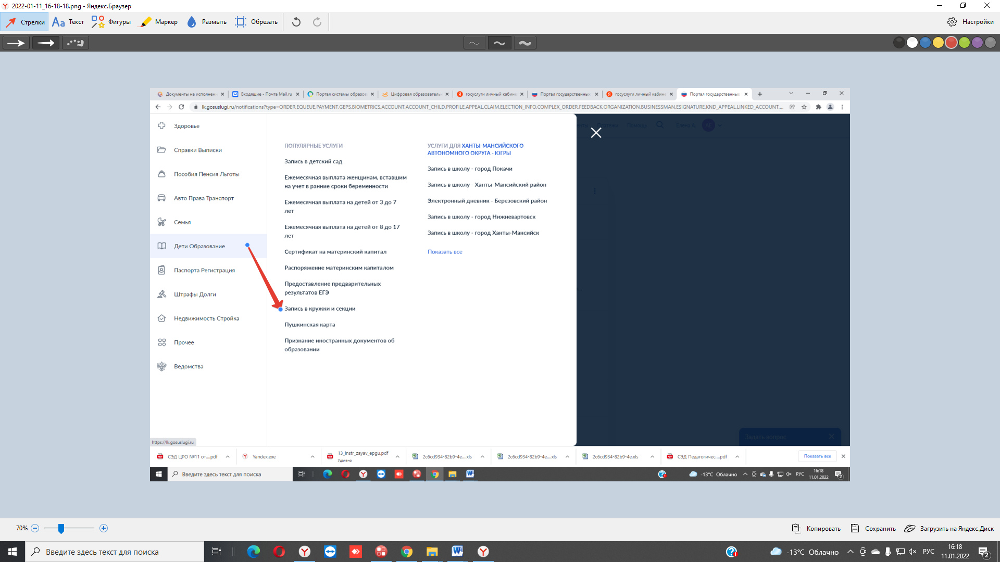 2022-01-11_16-18-18.png - Яндекс.Браузер
Стрелки
Текст
Фигуры
Маркер
Размыть
Обрезать
Настройки
Документы на исполнени
Входящие - Почта Mail.ru
Портал системы образов
Цифровая образователь
госуслуги личный кабине
Портал государственных
госуслуги личный кабине
Портал государственных
lk.gosuslugi.ru/notifications?type=ORDER,EQUEUE,PAYMENT,GEPS,BIOMETRICS,ACCOUNT,ACCOUNT_CHILD,PROFILE,APPEAL,CLAIM,ELECTION_INFO,COMPLEX_ORDER,FEEDBACK,ORGANIZATION,BUSINESSMAN,ESIGNATURE,KND_APPEAL,LINKED_ACCOUNT,...
Здоровье
Справки Выписки
Пособия Пенсия Льготы
Авто Права Транспорт
Семья
Дети Образование
Паспорта Регистрация
Штрафы Долги
Недвижимость Стройка
Прочее
Ведомства
ПОПУЛЯРНЫЕ УСЛУГИ
Запись в детский сад
Ежемесячная выплата женщинам, вставшим
на учет в ранние сроки беременности
Ежемесячная выплата на детей от 3 до 7
лет
Ежемесячная выплата на детей от 8 до 17
лет
Сертификат на материнский капитал
Распоряжение материнским капиталом
Предоставление предварительных
результатов ЕГЭ
Запись в кружки и секции
Пушкинская карта
Признание иностранных документов об
образовании
УСЛУГИ ДЛЯ ХАНТЫ-МАНСИЙСКОГО
АВТОНОМНОГО ОКРУГА - ЮГРЫ
Запись в школу - город Покачи
Запись в школу - Ханты-Мансийский район
Электронный дневник - Березовский район
Запись в школу - город Нижневартовск
Запись в школу - город Ханты-Мансийск
Показать все
Помощь
Елена А.
Задать вопрос
https://lk.gosuslugi.ru
СЭД ЦРО №11 от....pdf
Yandex.exe
13_instr_zayav_epgu.pdf
Удалено
2c6cd934-82b9-4e....xls
2c6cd934-82b9-4e....xls
2c6cd934-82b9-4e.xls
СЭД Педагогичес....pdf
Показать все
Введите здесь текст для поиска
-13°C Облачно
РУС
16:18
11.01.2022
2
70%
Копировать
Сохранить
Загрузить на Яндекс.Диск
Введите здесь текст для поиска
-13°C Облачно
РУС
16:18
11.01.2022
2